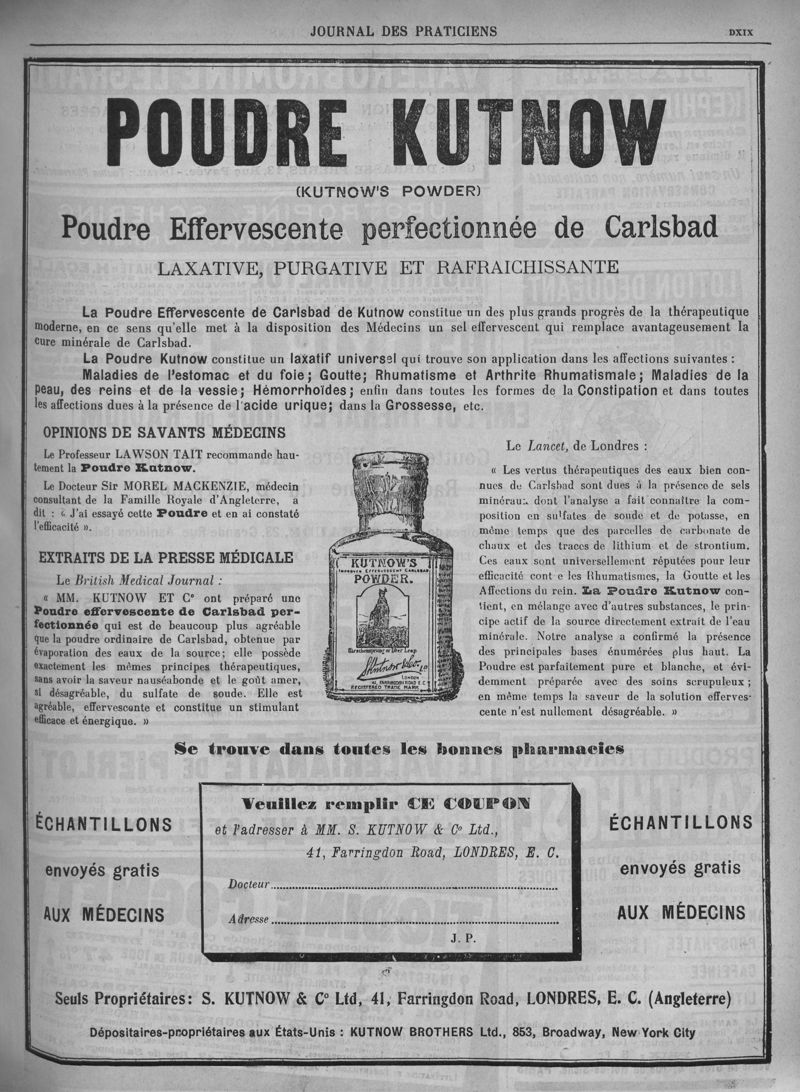 JOURNAL DES PRATICIENS
DXIX
POUDRE KUTNOW
(KUTNOW'S POWDER)
Poudre Effervescente perfectionnée de Carlsbad
LAXATIVE, PURGATIVE ET RAFRAICHISSANTE
La Poudre Effervescente de Carlsbad de Kutnow constitue un des plus grands progrès de la thérapeutique
moderne, en ce sens qu'elle met à la disposition des Médecins un sel effervescent qui remplace avantageusement la
cure minérale de Carlsbad.
La Poudre Kutnow constitue un laxatif universel qui trouve son application dans les affections suivantes :
Maladies de l'estomac et du foie; Goutte; Rhumatisme et Arthrite Rhumatismale; Maladies de la
peau, des reins et de la vessie; Hémorrhoïdes; enfin dans toutes les formes de la Constipation et dans toutes
les affections dues à la présence de l'acide urique; dans la Grossesse, etc.
OPINIONS DE SAVANTS MÉDECINS
Le Professeur LAWSON TAIT recommande hau-
tement la Poudre Kutnow.
Le Docteur Sir MOREL MACKENZIE, médecin
consultant de la Famille Royale d'Angleterre, a
dit : « J'ai essayé cette Poudre et en ai constaté
l'efficacité ».
EXTRAITS DE LA PRESSE MÉDICALE
Le British Medical Journal :
« MM. KUTNOW ET Cº ont préparé une
Poudre effervescente de Carlsbad per-
fectionnée qui est de beaucoup plus agréable
que la poudre ordinaire de Carlsbad, obtenue par
évaporation des eaux de la source; elle possède
exactement les mêmes principes thérapeutiques,
sans avoir la saveur nauséabonde et le goût amer,
si désagréable, du sulfate de soude. Elle est
agréable, effervescente et constitue un stimulant
efficace et énergique. »
KUTNOW'S
IMPROVED EFFERVESCENT CARLSBAD
POWDER.
Hirschensprung or Deer Leap
S. Kutnow & Co. Ld
LONDON
41, FARRINGDON ROAD E C
REGISTERED TRADE MARK
Le Lancet, de Londres :
« Les vertus thérapeutiques des eaux bien con-
nues de Carlsbad sont dues à la présence de sels
minéraux dont l'analyse a fait connaître la com-
position en sulfates de soude et de potasse, en
même temps que des parcelles de carbonate de
chaux et des traces de lithium et de strontium.
Ces eaux sont universellement réputées pour leur
efficacité cont e les Rhumatismes, la Goutte et les
Affections du rein. La Poudre Kutnow con-
tient, en mélange avec d'autres substances, le prin-
cipe actif de la source directement extrait de l'eau
minérale. Notre analyse a confirmé la présence
des principales bases énumérées plus haut. La
Poudre est parfaitement pure et blanche, et évi-
demment préparée avec des soins scrupuleux;
en même temps la saveur de la solution efferves-
cente n'est nullement désagréable. »
Se trouve dans toutes les bonnes pharmacies
ÉCHANTILLONS
envoyés gratis
AUX MÉDECINS
Veuillez remplir CE COUPON
et l'adresser à MM. S. KUTNOW & Cº Ltd.,
41, Farringdon Road, LONDRES, E. C.
Docteur
Adresse
J. P.
ÉCHANTILLONS
envoyés gratis
AUX MÉDECINS
Seuls Propriétaires: S. KUTNOW & Cº Ltd, 41, Farringdon Road, LONDRES, E. C. (Angleterre)
Dépositaires-propriétaires aux États-Unis : KUTNOW BROTHERS Ltd., 853, Broadway, New York City